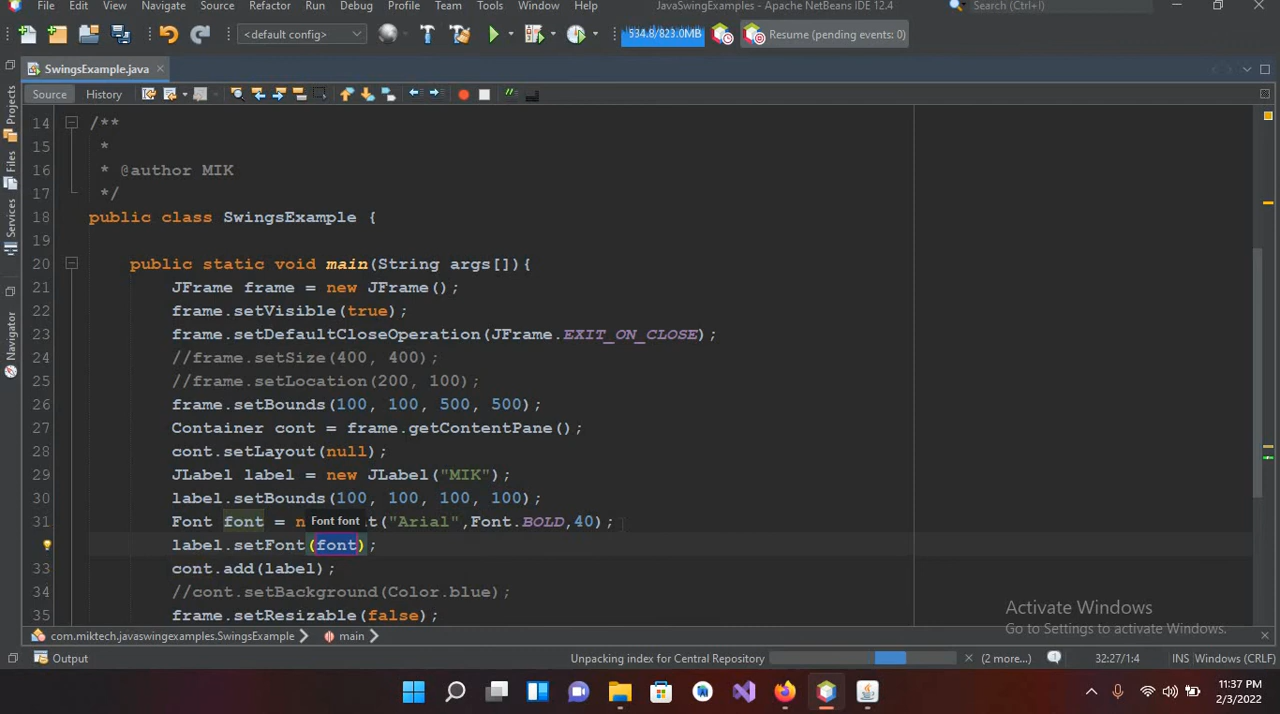 File Edit View Navigate Source Refactor Run Debug Profile Team Tools Window Help JavaSwingExamples - Apache NetBeans IDE 12.4 Search (Ctrl+I)
<default config> 534.8/823.0MB Resume (pending events: 0)
SwingsExample.java
Source History
Projects
Files
Services
Navigator
14 /**
15 *
16 * @author MIK
17 */
18 public class SwingsExample {
19
20 public static void main(String args[]){
21 JFrame frame = new JFrame();
22 frame.setVisible(true);
23 frame.setDefaultCloseOperation(JFrame.EXIT_ON_CLOSE);
24 //frame.setSize(400, 400);
25 //frame.setLocation(200, 100);
26 frame.setBounds(100, 100, 500, 500);
27 Container cont = frame.getContentPane();
28 cont.setLayout(null);
29 JLabel label = new JLabel("MIK");
30 label.setBounds(100, 100, 100, 100);
31 Font font = n Font font t("Arial",Font.BOLD,40);
label.setFont(font);
33 cont.add(label);
34 //cont.setBackground(Color.blue);
35 frame.setResizable(false);
Activate Windows
Go to Settings to activate Windows.
com.miktech.javaswingexamples.SwingsExample main
Output Unpacking index for Central Repository (2 more...) 32:27/1:4 INS Windows (CRLF)
11:37 PM
2/3/2022